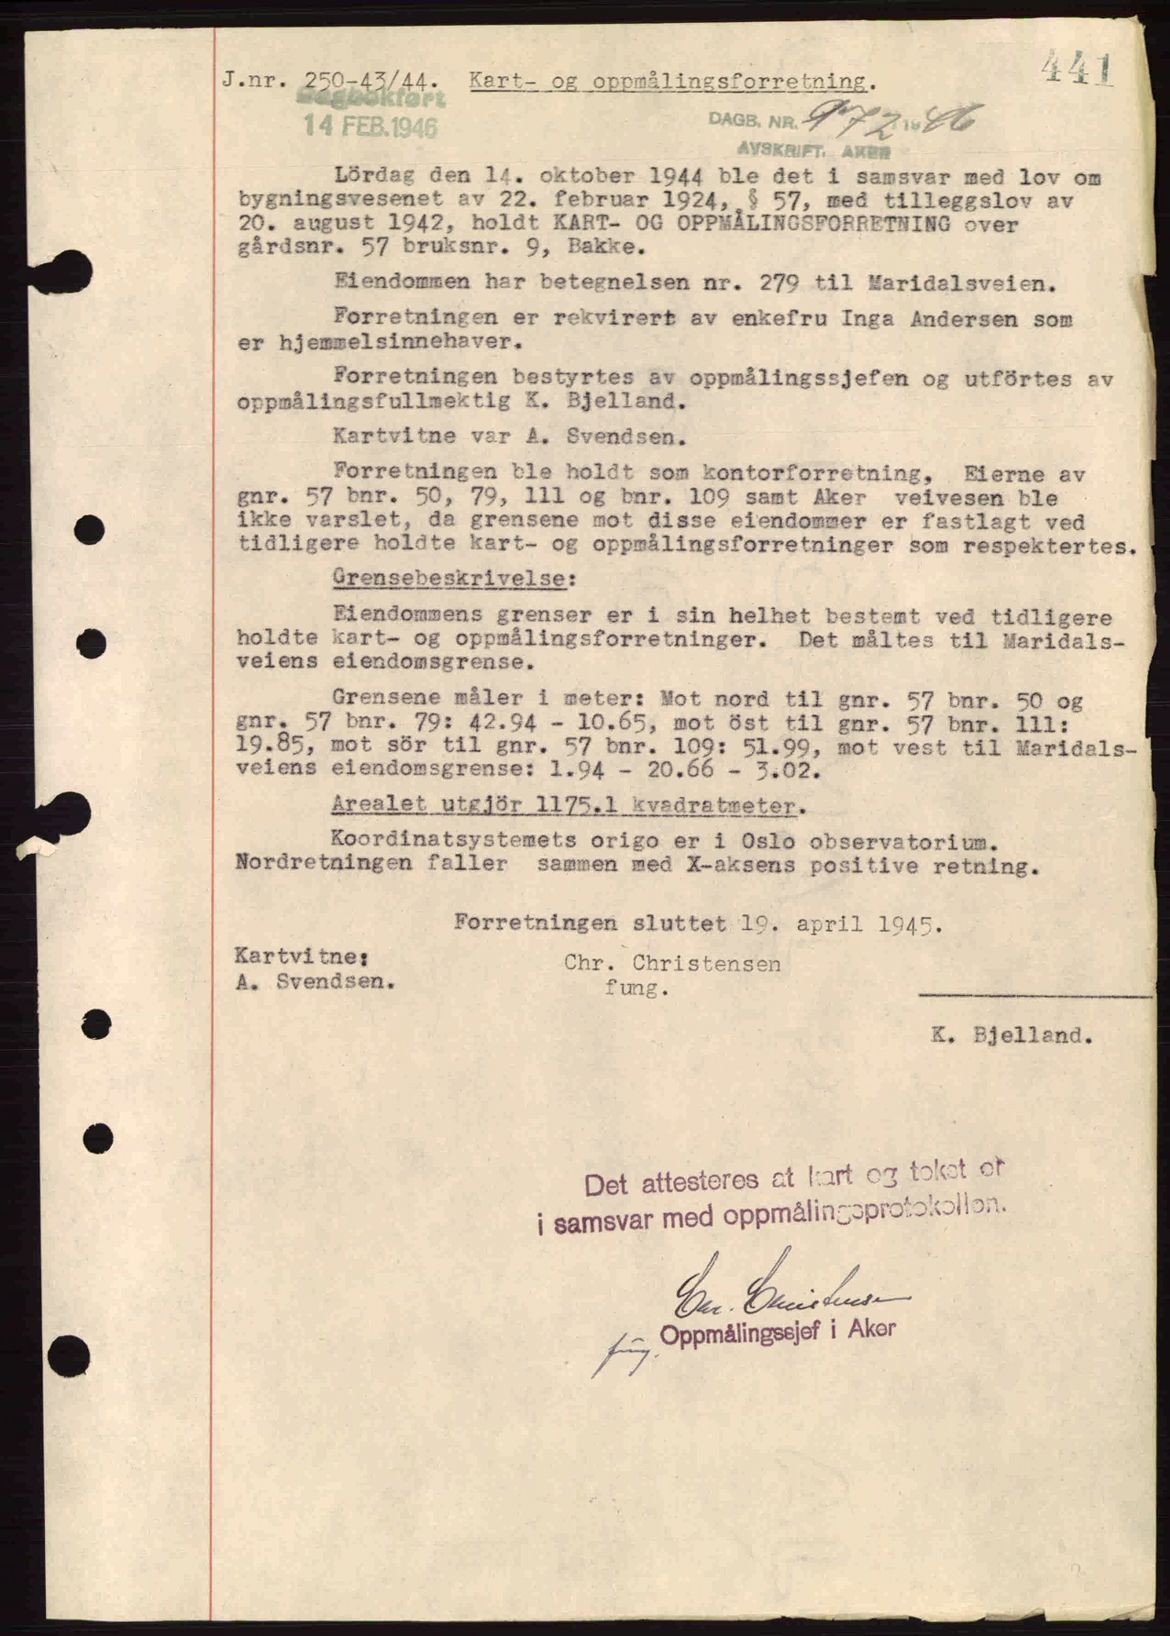 441
J.nr. 250-43/44. Kart- og oppmålingsforretning.
Dagbokført
14 FEB. 1946
DAGB. NR. 972 1946
AVSKRIFT. AKER
Lördag den 14. oktober 1944 ble det i samsvar med lov om
bygningsvesenet av 22. februar 1924, § 57, med tilleggslov av
20. august 1942, holdt KART- OG OPPMÅLINGSFORRETNING over
gårdsnr. 57 bruksnr. 9, Bakke.
Eiendommen har betegnelsen nr. 279 til Maridalsveien.
Forretningen er rekvirert av enkefru Inga Andersen som
er hjemmelsinnehaver.
Forretningen bestyrtes av oppmålingssjefen og utförtes av
oppmålingsfullmektig K. Bjelland.
Kartvitne var A. Svendsen.
Forretningen ble holdt som kontorforretning, Eierne av
gnr. 57 bnr. 50, 79, 111 og bnr. 109 samt Aker veivesen ble
ikke varslet, da grensene mot disse eiendommer er fastlagt ved
tidligere holdte kart- og oppmålingsforretninger som respektertes.
Grensebeskrivelse:
Eiendommens grenser er i sin helhet bestemt ved tidligere
holdte kart- og oppmålingsforretninger. Det måltes til Maridals-
veiens eiendomsgrense.
Grensene måler i meter: Mot nord til gnr. 57 bnr. 50 og
gnr. 57 bnr. 79: 42.94 - 10.65, mot öst til gnr. 57 bnr. 111:
19.85, mot sör til gnr. 57 bnr. 109: 51.99, mot vest til Maridals-
veiens eiendomsgrense: 1.94 - 20.66 - 3.02.
Arealet utgjör 1175.1 kvadratmeter.
Koordinatsystemets origo er i Oslo observatorium.
Nordretningen faller sammen med X-aksens positive retning.
Forretningen sluttet 19. april 1945.
Kartvitne:
A. Svendsen.
Chr. Christensen
fung.
K. Bjelland.
Det attesteres at kart og tekst er
i samsvar med oppmålingsprotokollen.
Chr. Christensen
fung. Oppmålingssjef i Aker